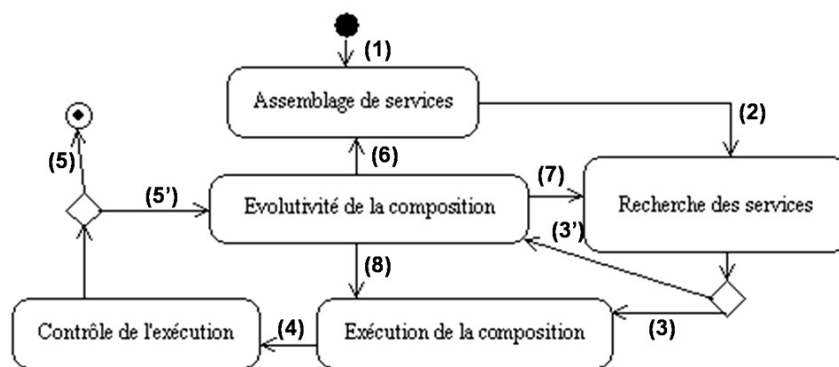 (1)
Assemblage de services
(2)
(5)
(6)
(5')
Evolutivité de la composition
(7)
Recherche des services
(3')
(8)
Contrôle de l'exécution
(4)
Exécution de la composition
(3)